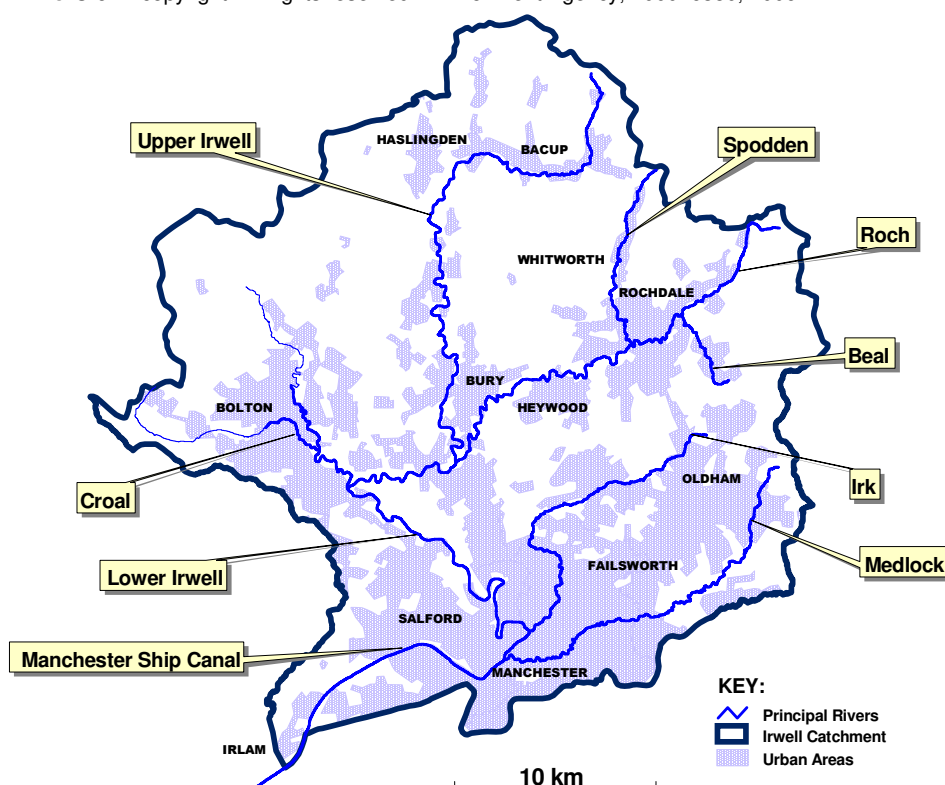 HASLINGDEN
BACUP
Upper Irwell
Spodden
Roch
WHITWORTH
ROCHDALE
Beal
BURY
BOLTON
HEYWOOD
Croal
OLDHAM
Irk
Lower Irwell
FAILSWORTH
Medlock
SALFORD
Manchester Ship Canal
MANCHESTER
KEY:
Principal Rivers
Irwell Catchment
Urban Areas
IRLAM
10 km